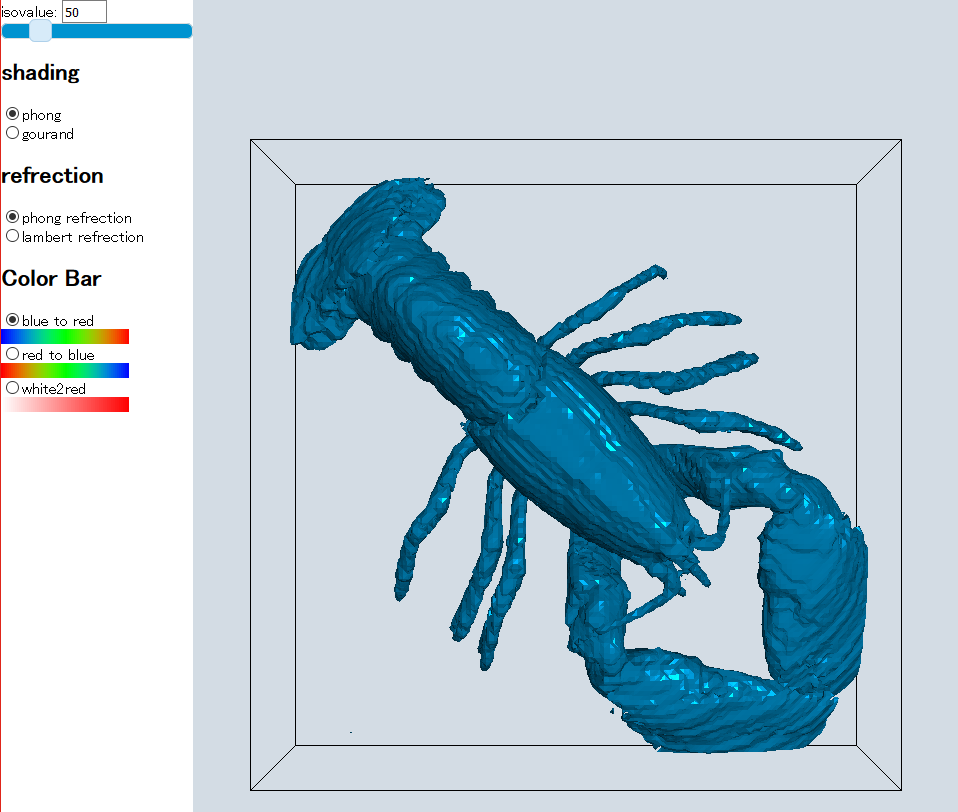 isovalue: 50
shading
phong
gourand
refrection
phong refrection
lambert refrection
Color Bar
blue to red
red to blue
white2red